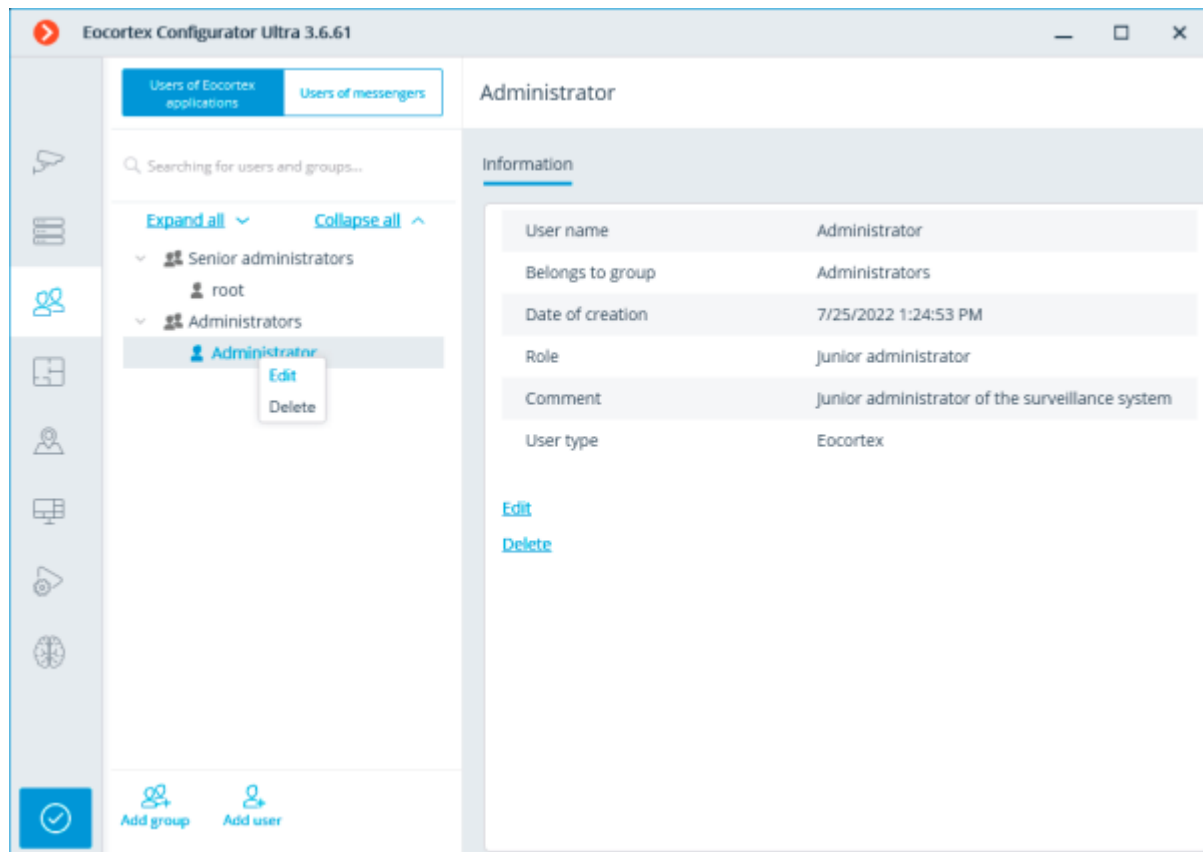 Eocortex Configurator Ultra 3.6.61
Users of Eocortex
applications
Users of messengers
Searching for users and groups...
Expand all
Collapse all
Senior administrators
root
Administrators
Administrator
Edit
Delete
Add group
Add user
Administrator
Information
User name Administrator
Belongs to group Administrators
Date of creation 7/25/2022 1:24:53 PM
Role Junior administrator
Comment Junior administrator of the surveillance system
User type Eocortex
Edit
Delete